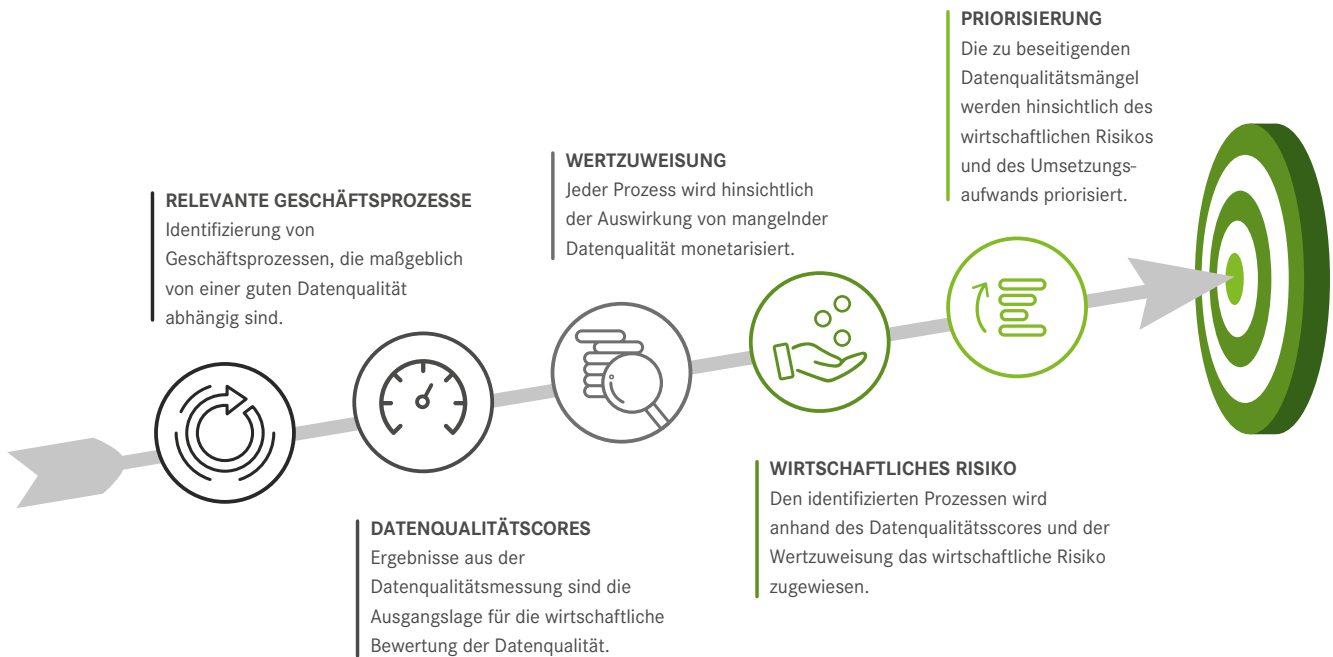 RELEVANTE GESCHÄFTSPROZESSE
Identifizierung von
Geschäftsprozessen, die maßgeblich
von einer guten Datenqualität
abhängig sind.
DATENQUALITÄTSCORES
Ergebnisse aus der
Datenqualitätsmessung sind die
Ausgangslage für die wirtschaftliche
Bewertung der Datenqualität.
WERTZUWEISUNG
Jeder Prozess wird hinsichtlich
der Auswirkung von mangelnder
Datenqualität monetarisiert.
WIRTSCHAFTLICHES RISIKO
Den identifizierten Prozessen wird
anhand des Datenqualitätsscores und der
Wertzuweisung das wirtschaftliche Risiko
zugewiesen.
PRIORISIERUNG
Die zu beseitigenden
Datenqualitätsmängel
werden hinsichtlich des
wirtschaftlichen Risikos
und des Umsetzungs-
aufwands priorisiert.